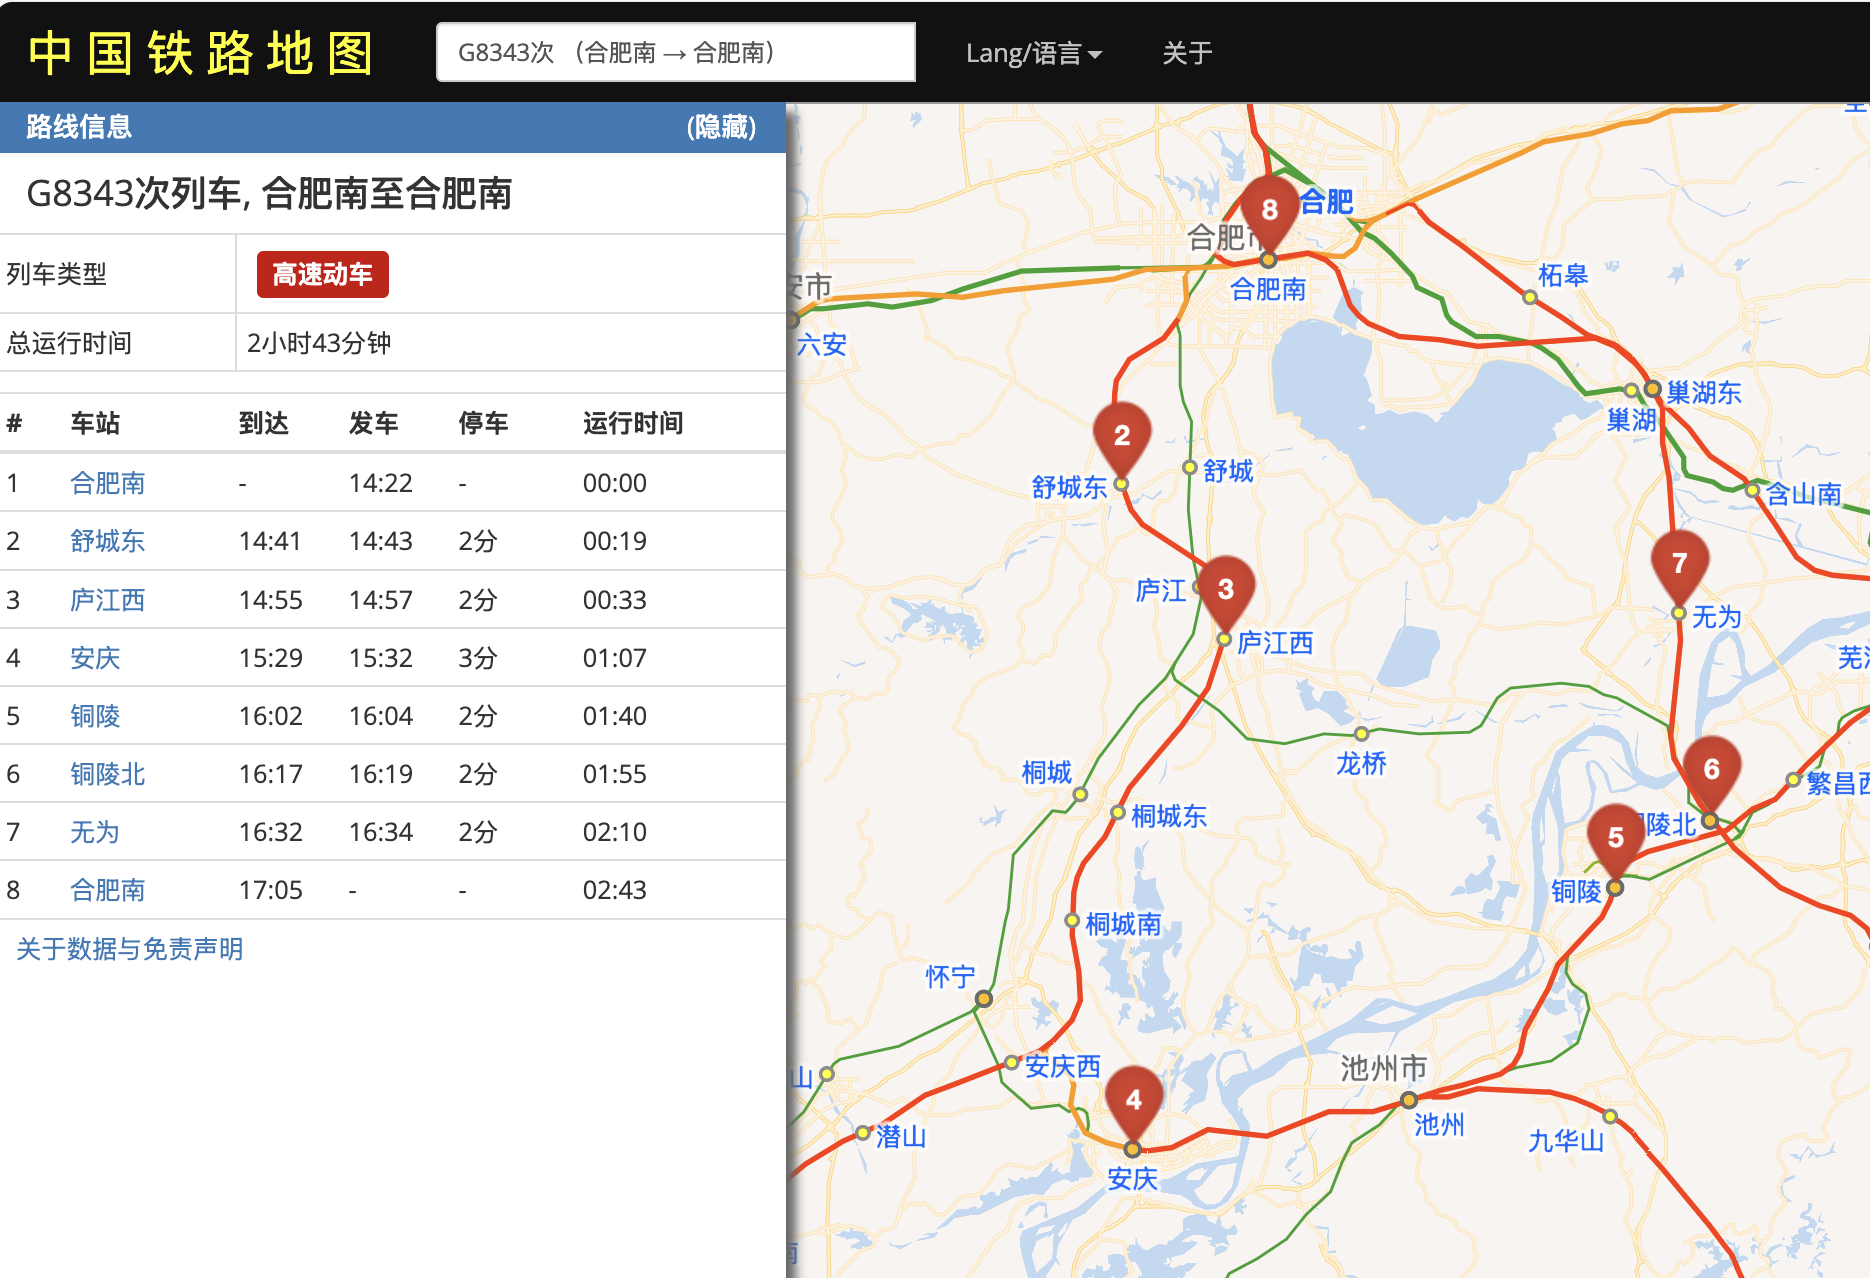 中国铁路地图
G8343次 （合肥南 → 合肥南）
Lang/语言
关于
路线信息
(隐藏)
G8343次列车, 合肥南至合肥南
列车类型 高速动车
总运行时间 2小时43分钟
# 车站 到达 发车 停车 运行时间
1 合肥南 - 14:22 - 00:00
2 舒城东 14:41 14:43 2分 00:19
3 庐江西 14:55 14:57 2分 00:33
4 安庆 15:29 15:32 3分 01:07
5 铜陵 16:02 16:04 2分 01:40
6 铜陵北 16:17 16:19 2分 01:55
7 无为 16:32 16:34 2分 02:10
8 合肥南 17:05 - - 02:43
关于数据与免责声明
8
合肥
合肥市
合肥南
安市
六安
柘皋
巢湖东
巢湖
2
舒城东
舒城
含山南
7
无为
3
庐江
庐江西
龙桥
6
陵北
繁昌西
5
铜陵
桐城
桐城东
桐城南
怀宁
安庆西
山
潜山
4
安庆
池州市
池州
九华山